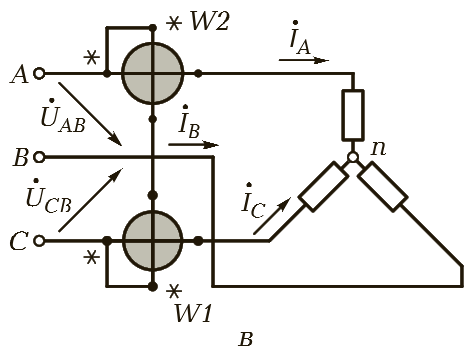 * W2
*
İ_A
A
U̇_AB
İ_B
B
n
U̇_CB
İ_C
C
*
* W1
в